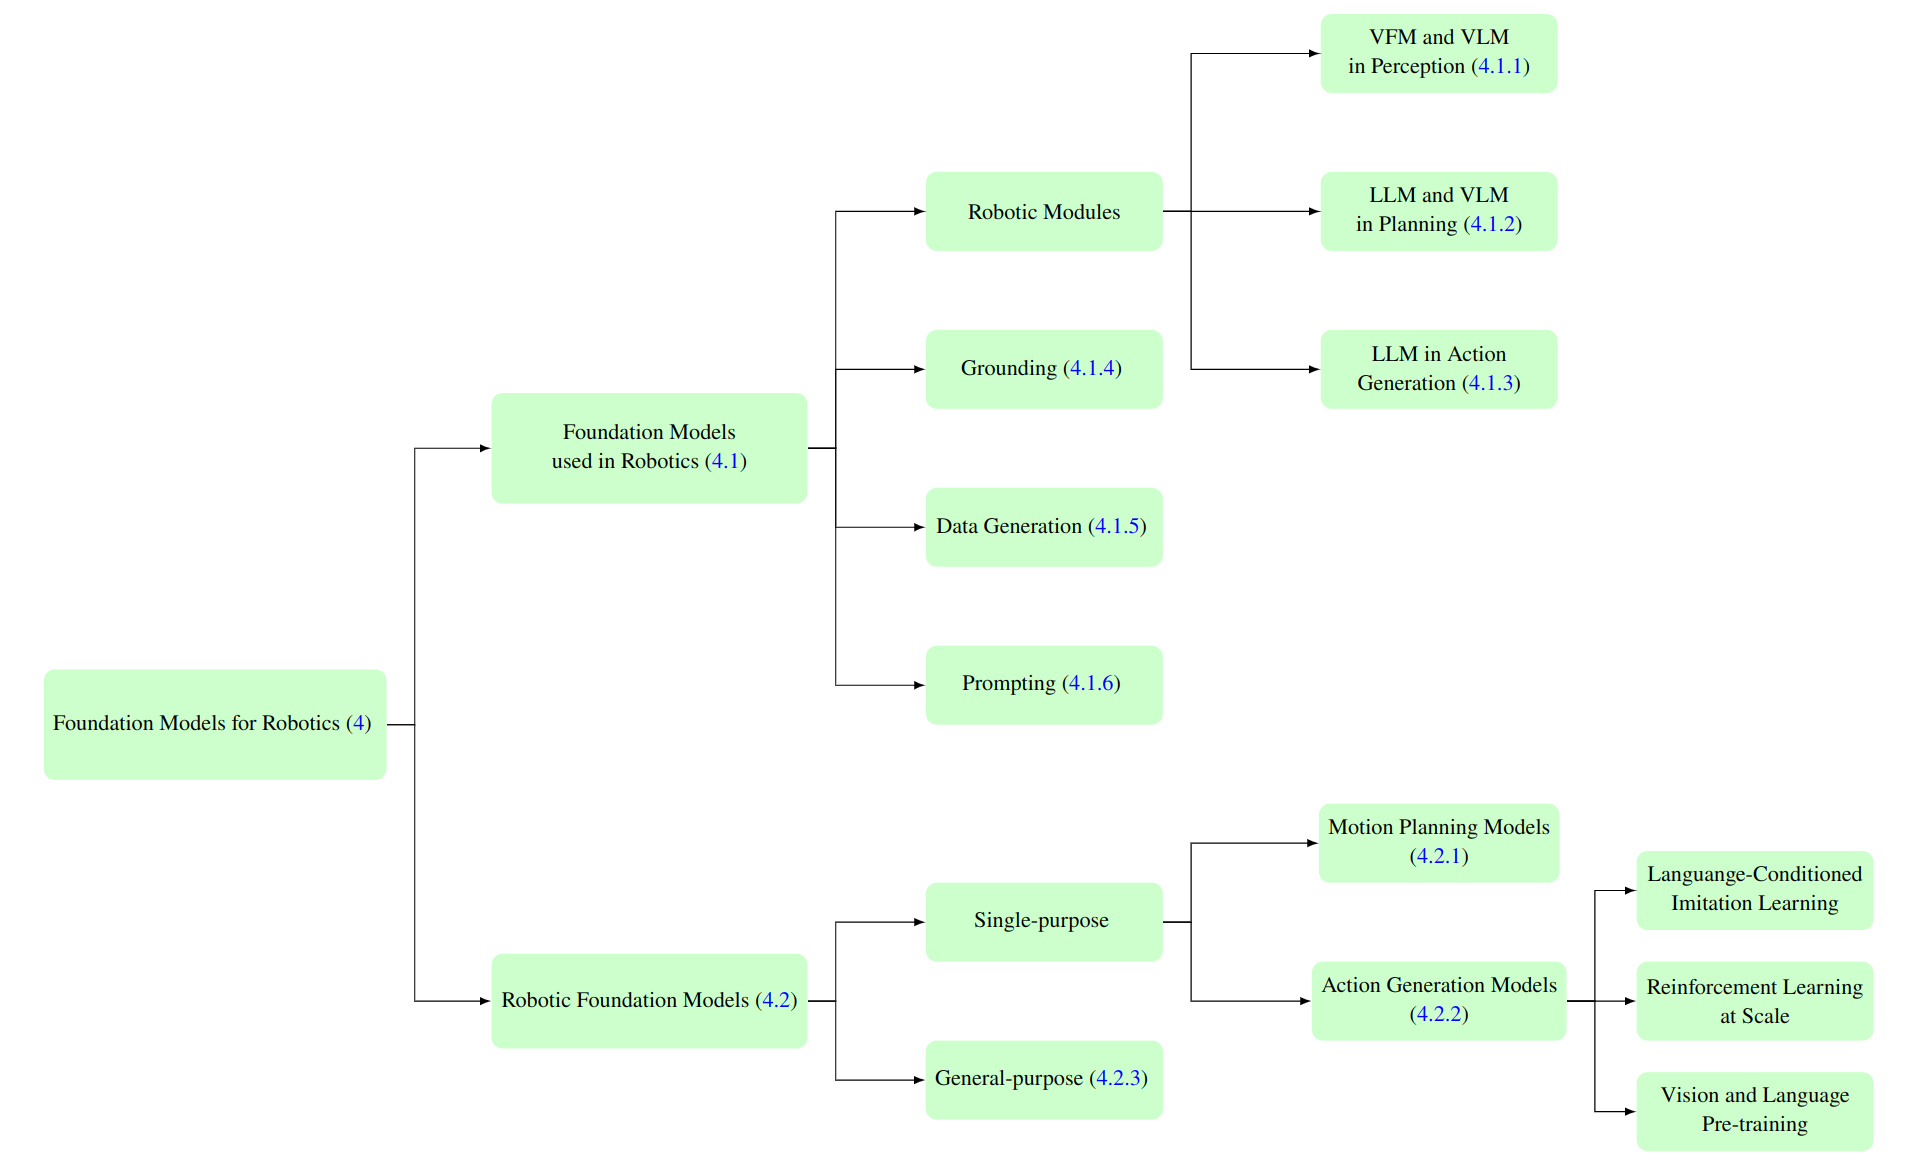 VFM and VLM
in Perception (4.1.1)
Robotic Modules
LLM and VLM
in Planning (4.1.2)
Grounding (4.1.4)
LLM in Action
Generation (4.1.3)
Foundation Models
used in Robotics (4.1)
Data Generation (4.1.5)
Prompting (4.1.6)
Foundation Models for Robotics (4)
Motion Planning Models
(4.2.1)
Languange-Conditioned
Imitation Learning
Single-purpose
Robotic Foundation Models (4.2)
Action Generation Models
(4.2.2)
Reinforcement Learning
at Scale
General-purpose (4.2.3)
Vision and Language
Pre-training